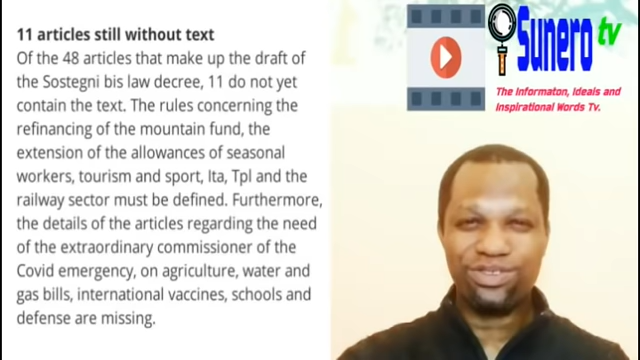 11 articles still without text
Of the 48 articles that make up the draft of
the Sostegni bis law decree, 11 do not yet
contain the text. The rules concerning the
refinancing of the mountain fund, the
extension of the allowances of seasonal
workers, tourism and sport, Ita, Tpl and the
railway sector must be defined. Furthermore,
the details of the articles regarding the need
of the extraordinary commissioner of the
Covid emergency, on agriculture, water and
gas bills, international vaccines, schools and
defense are missing.
Sunero tv
The Informaton, Ideals and
Inspirational Words Tv.